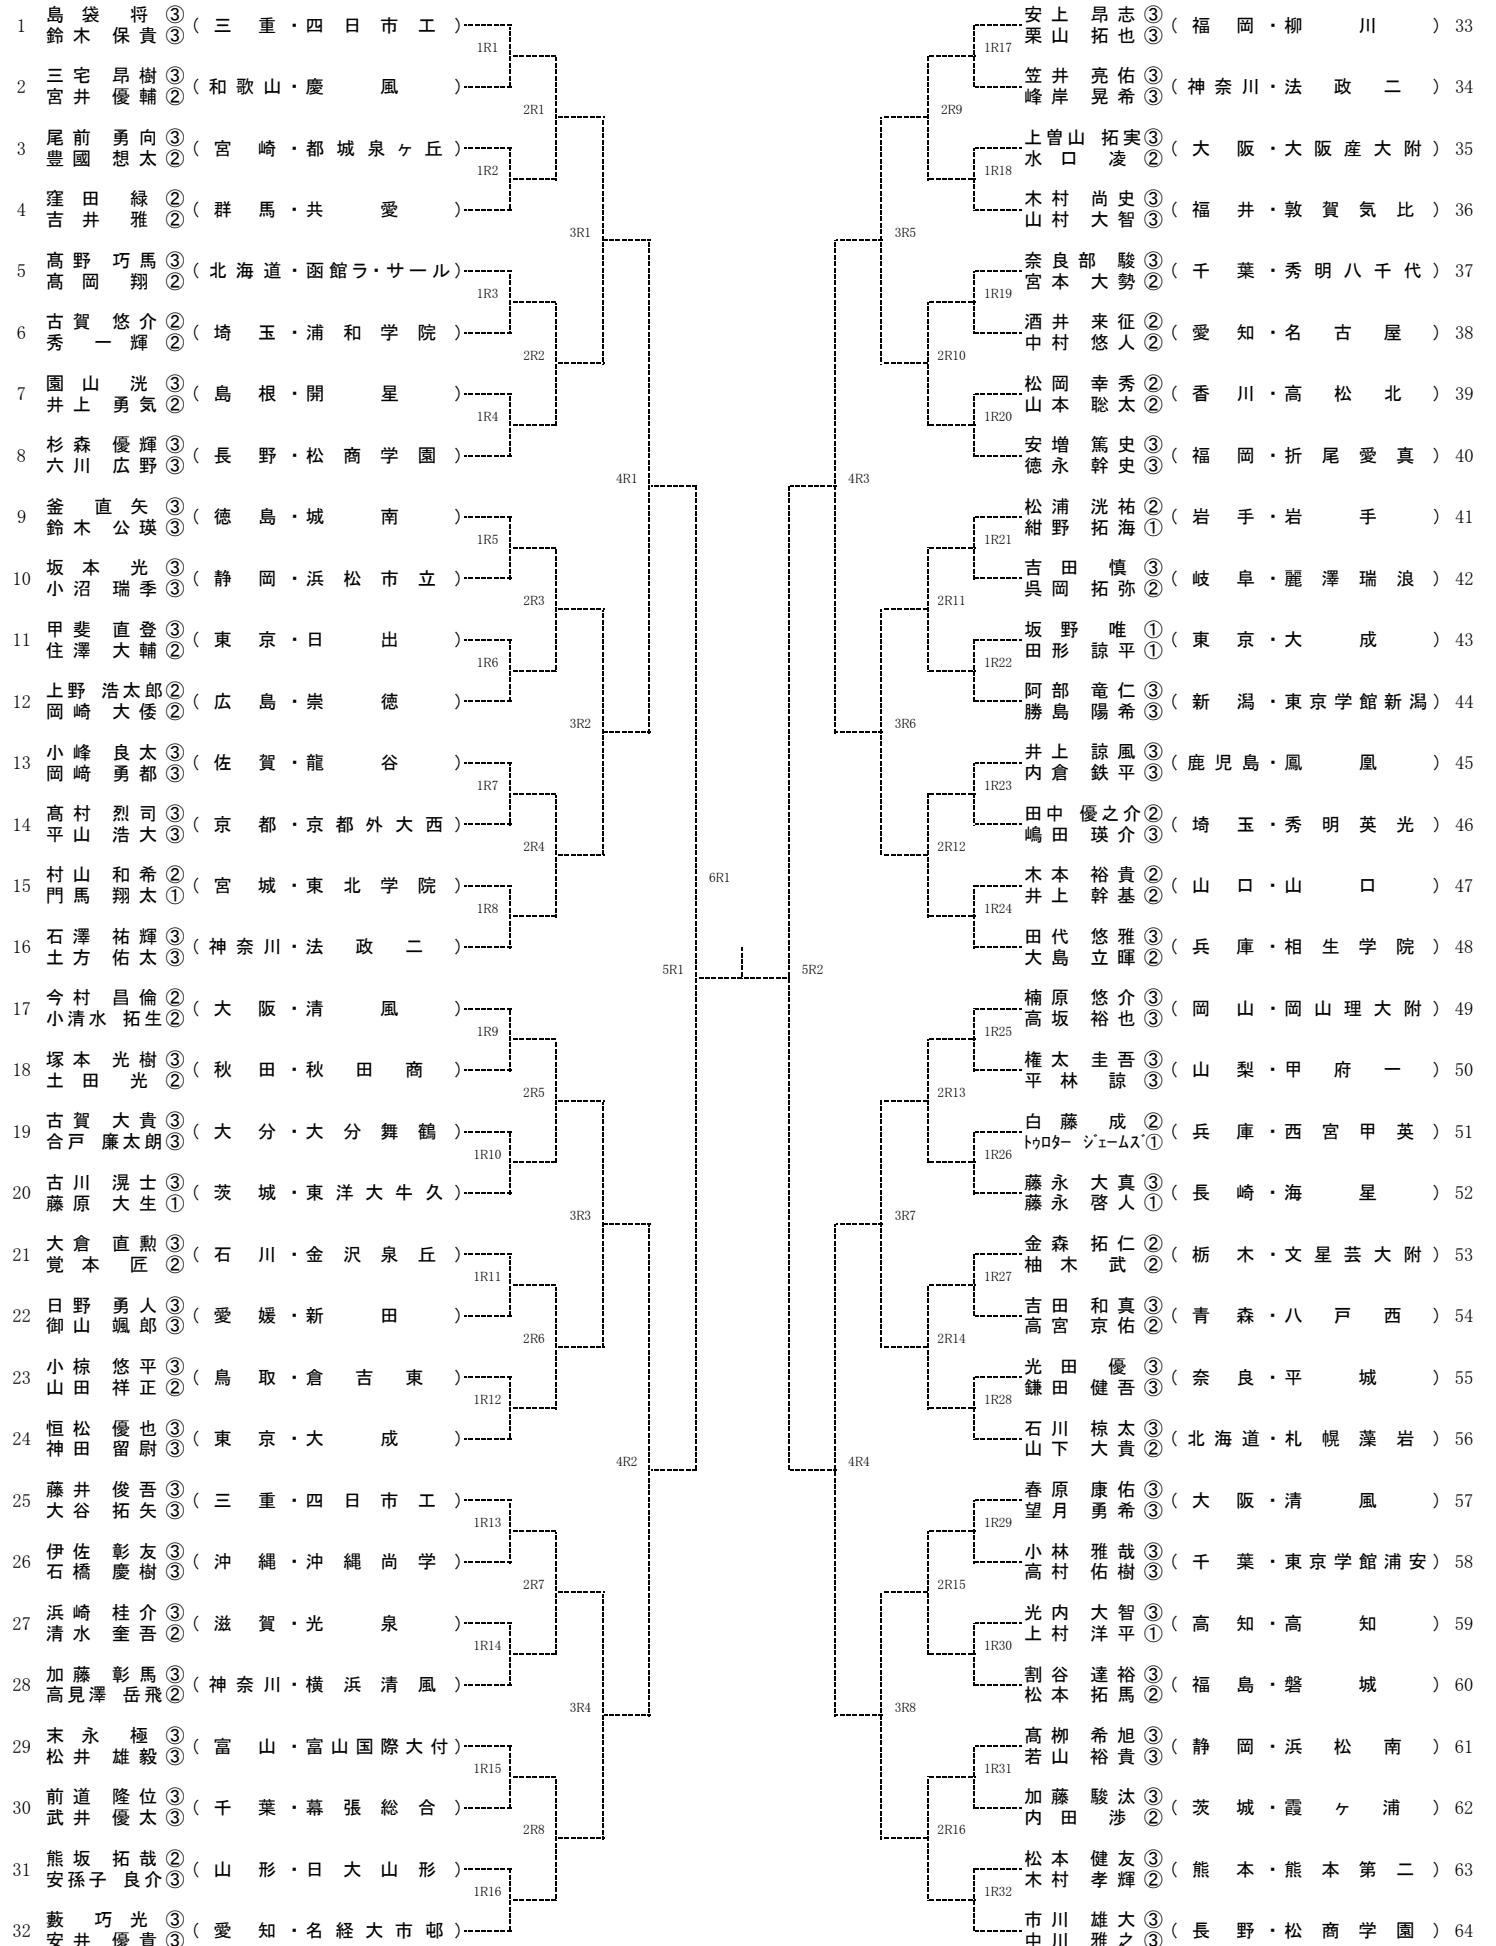 1 島袋 将 ③ 鈴木 保貴 ③ （三重・四日市工）
1R1
2 三宅 昂樹 ③ 宮井 優輔 ② （和歌山・慶風）
2R1
3 尾前 勇向 ③ 豊國 想太 ② （宮崎・都城泉ヶ丘）
1R2
4 窪田 緑 ② 吉井 雅 ② （群馬・共愛）
3R1
5 髙野 巧馬 ③ 髙岡 翔 ② （北海道・函館ラ・サール）
1R3
6 古賀 悠介 ② 秀 一輝 ② （埼玉・浦和学院）
2R2
7 園山 洸 ③ 井上 勇気 ② （島根・開星）
1R4
8 杉森 優輝 ③ 六川 広野 ③ （長野・松商学園）
4R1
9 釜 直矢 ③ 鈴木 公瑛 ③ （徳島・城南）
1R5
10 坂本 光 ③ 小沼 瑞季 ③ （静岡・浜松市立）
2R3
11 甲斐 直登 ③ 住澤 大輔 ② （東京・日出）
1R6
12 上野 浩太郎 ② 岡崎 大倭 ② （広島・崇徳）
3R2
13 小峰 良太 ③ 岡﨑 勇都 ③ （佐賀・龍谷）
1R7
14 髙村 烈司 ③ 平山 浩大 ③ （京都・京都外大西）
2R4
15 村山 和希 ② 門馬 翔太 ① （宮城・東北学院）
1R8
16 石澤 祐輝 ③ 土方 佑太 ③ （神奈川・法政二）
6R1
5R1
17 今村 昌倫 ② 小清水 拓生 ② （大阪・清風）
1R9
18 塚本 光樹 ③ 土田 光 ② （秋田・秋田商）
2R5
19 古賀 大貴 ③ 合戸 廉太朗 ③ （大分・大分舞鶴）
1R10
20 古川 滉士 ③ 藤原 大生 ① （茨城・東洋大牛久）
3R3
21 大倉 直勲 ③ 覚本 匠 ② （石川・金沢泉丘）
1R11
22 日野 勇人 ③ 御山 颯郎 ③ （愛媛・新田）
2R6
23 小椋 悠平 ③ 山田 祥正 ② （鳥取・倉吉東）
1R12
24 恒松 優也 ③ 神田 留尉 ③ （東京・大成）
4R2
25 藤井 俊吾 ③ 大谷 拓矢 ③ （三重・四日市工）
1R13
26 伊佐 彰友 ③ 石橋 慶樹 ③ （沖縄・沖縄尚学）
2R7
27 浜崎 桂介 ③ 清水 奎吾 ② （滋賀・光泉）
1R14
28 加藤 彰馬 ③ 高見澤 岳飛 ② （神奈川・横浜清風）
3R4
29 末永 極 ③ 松井 雄毅 ③ （富山・富山国際大付）
1R15
30 前道 隆位 ③ 武井 優太 ③ （千葉・幕張総合）
2R8
31 熊坂 拓哉 ② 安孫子 良介 ③ （山形・日大山形）
1R16
32 藪 巧光 ③ 安井 優貴 ③ （愛知・名経大市邨）
安上 昂志 ③ 栗山 拓也 ③ （福岡・柳川） 33
1R17
笠井 亮佑 ③ 峰岸 晃希 ③ （神奈川・法政二） 34
2R9
上曽山 拓実 ③ 水口 凌 ② （大阪・大阪産大附） 35
1R18
木村 尚史 ③ 山村 大智 ③ （福井・敦賀気比） 36
3R5
奈良部 駿 ③ 宮本 大勢 ② （千葉・秀明八千代） 37
1R19
酒井 来征 ② 中村 悠人 ② （愛知・名古屋） 38
2R10
松岡 幸秀 ② 山本 聡太 ② （香川・高松北） 39
1R20
安増 篤史 ③ 徳永 幹史 ③ （福岡・折尾愛真） 40
4R3
松浦 洸祐 ② 紺野 拓海 ① （岩手・岩手） 41
1R21
吉田 慎 ③ 呉岡 拓弥 ② （岐阜・麗澤瑞浪） 42
2R11
坂野 唯 ① 田形 諒平 ① （東京・大成） 43
1R22
阿部 竜仁 ③ 勝島 陽希 ③ （新潟・東京学館新潟） 44
3R6
井上 諒風 ③ 内倉 鉄平 ③ （鹿児島・鳳凰） 45
1R23
田中 優之介 ② 嶋田 瑛介 ③ （埼玉・秀明英光） 46
2R12
木本 裕貴 ② 井上 幹基 ② （山口・山口） 47
1R24
田代 悠雅 ③ 大島 立暉 ② （兵庫・相生学院） 48
5R2
楠原 悠介 ③ 高坂 裕也 ③ （岡山・岡山理大附） 49
1R25
権太 圭吾 ③ 平林 諒 ③ （山梨・甲府一） 50
2R13
白藤 成 ② ﾄｩﾛﾀｰ ｼﾞｪｰﾑｽﾞ ① （兵庫・西宮甲英） 51
1R26
藤永 大真 ③ 藤永 啓人 ① （長崎・海星） 52
3R7
金森 拓仁 ② 柚木 武 ② （栃木・文星芸大附） 53
1R27
吉田 和真 ③ 高宮 京佑 ② （青森・八戸西） 54
2R14
光田 優 ③ 鎌田 健吾 ③ （奈良・平城） 55
1R28
石川 椋太 ③ 山下 大貴 ② （北海道・札幌藻岩） 56
4R4
春原 康佑 ③ 望月 勇希 ③ （大阪・清風） 57
1R29
小林 雅哉 ③ 高村 佑樹 ③ （千葉・東京学館浦安） 58
2R15
光内 大智 ③ 上村 洋平 ① （高知・高知） 59
1R30
割谷 達裕 ③ 松本 拓馬 ② （福島・磐城） 60
3R8
髙栁 希旭 ③ 若山 裕貴 ③ （静岡・浜松南） 61
1R31
加藤 駿汰 ③ 内田 渉 ② （茨城・霞ヶ浦） 62
2R16
松本 健友 ③ 木村 孝輝 ② （熊本・熊本第二） 63
1R32
市川 雄大 ③ 中川 雅之 ③ （長野・松商学園） 64